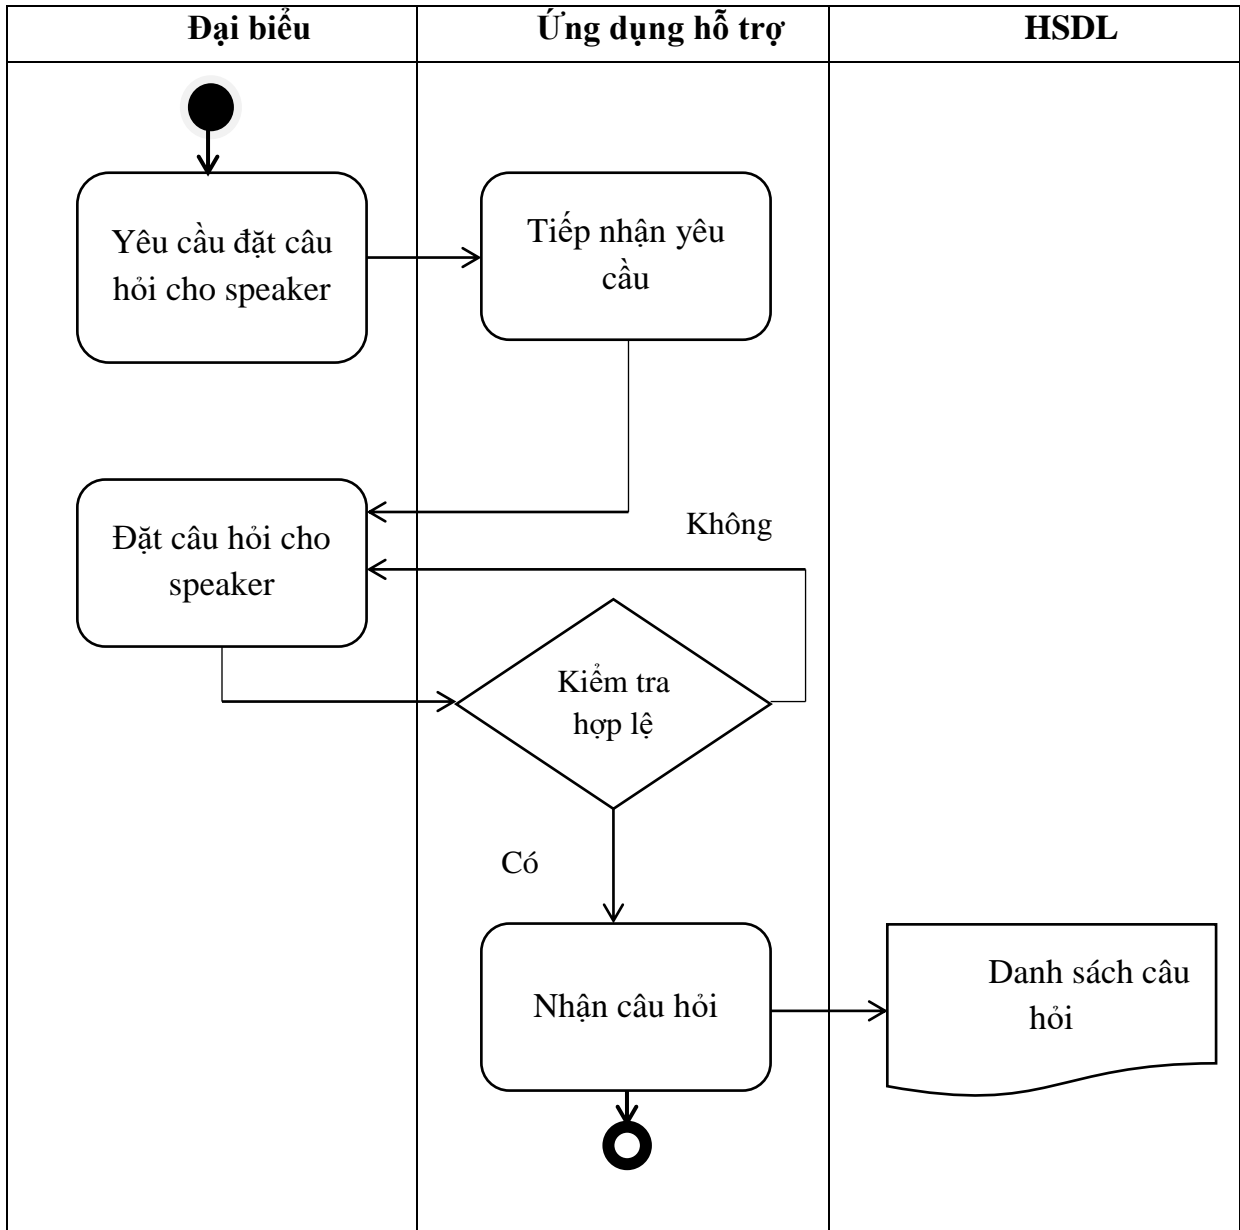 Đại biểu
Ứng dụng hỗ trợ
HSDL
Yêu cầu đặt câu
hỏi cho speaker
Tiếp nhận yêu
cầu
Đặt câu hỏi cho
speaker
Không
Kiểm tra
hợp lệ
Có
Nhận câu hỏi
Danh sách câu
hỏi